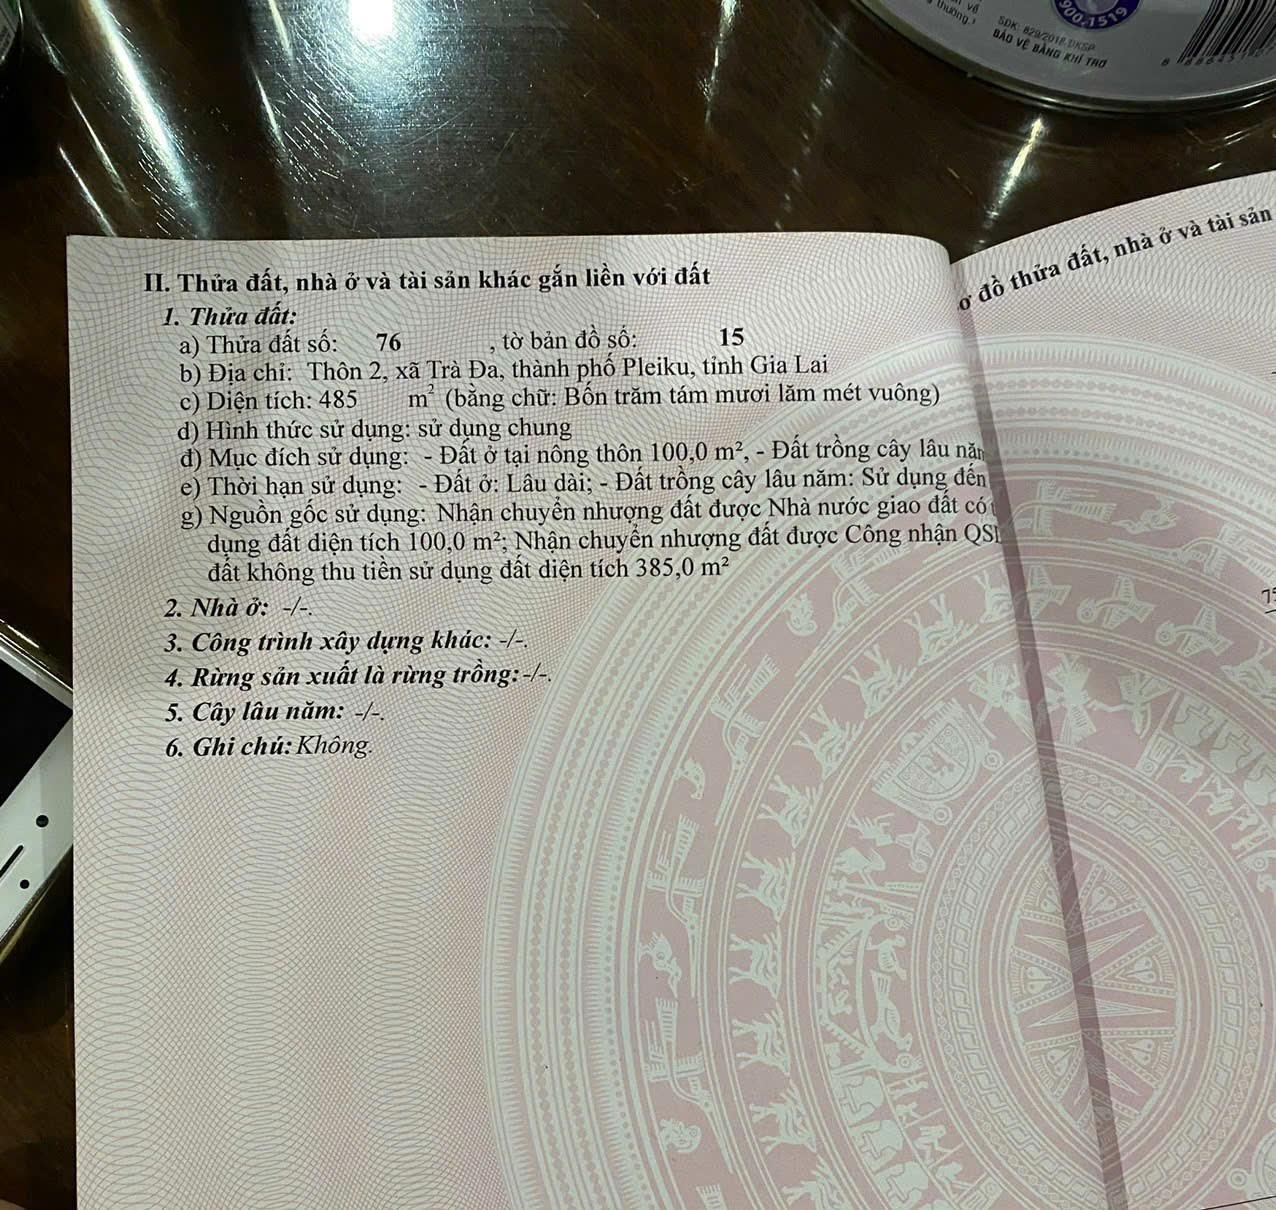 thường.
SĐK: 829/2018/ĐKSP
BẢO VỆ BẰNG KHÍ TRƠ
900.1519
II. Thửa đất, nhà ở và tài sản khác gắn liền với đất
1. Thửa đất:
a) Thửa đất số: 76 , tờ bản đồ số: 15
b) Địa chỉ: Thôn 2, xã Trà Đa, thành phố Pleiku, tỉnh Gia Lai
c) Diện tích: 485 m² (bằng chữ: Bốn trăm tám mươi lăm mét vuông)
d) Hình thức sử dụng: sử dụng chung
đ) Mục đích sử dụng: - Đất ở tại nông thôn 100,0 m², - Đất trồng cây lâu năm
e) Thời hạn sử dụng: - Đất ở: Lâu dài; - Đất trồng cây lâu năm: Sử dụng đến
g) Nguồn gốc sử dụng: Nhận chuyển nhượng đất được Nhà nước giao đất có
dụng đất diện tích 100,0 m²; Nhận chuyển nhượng đất được Công nhận QS
đất không thu tiền sử dụng đất diện tích 385,0 m²
2. Nhà ở: -/-.
3. Công trình xây dựng khác: -/-.
4. Rừng sản xuất là rừng trồng: -/-.
5. Cây lâu năm: -/-.
6. Ghi chú: Không.
ơ đồ thửa đất, nhà ở và tài sản